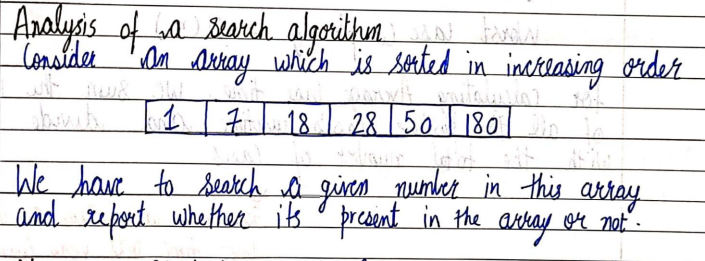 Analysis of a search algorithm
Consider an array which is sorted in increasing order
1 7 18 28 50 180
We have to search a given number in this array
and report whether its present in the array or not.